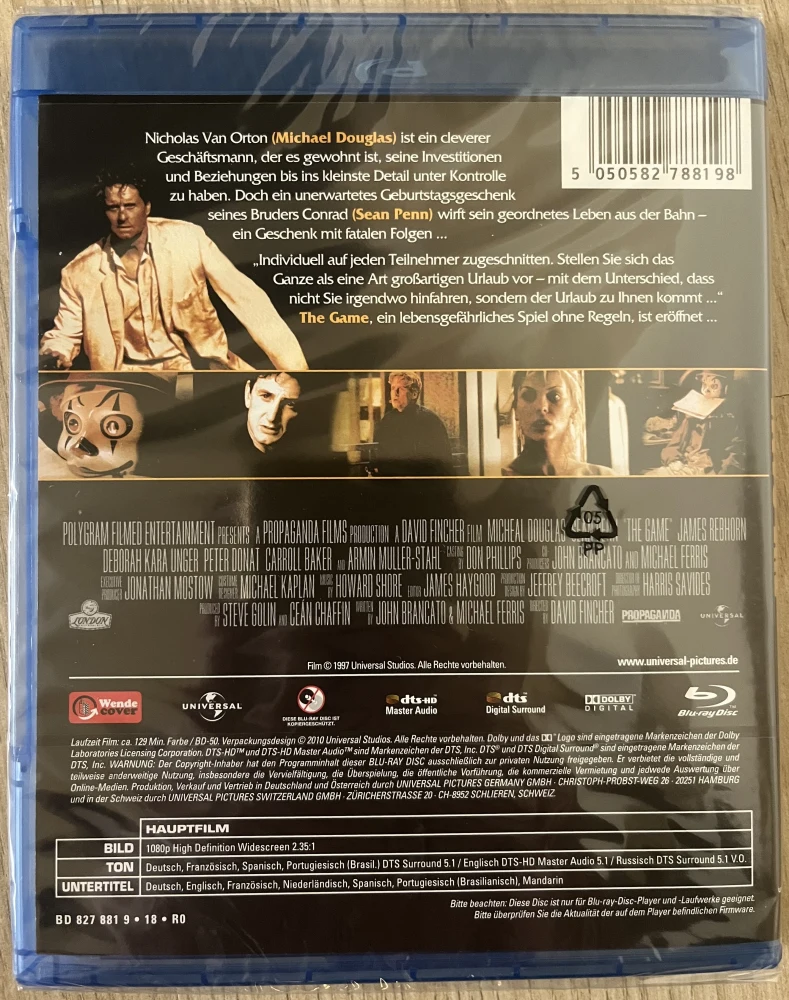 Nicholas Van Orton (Michael Douglas) ist ein cleverer
Geschäftsmann, der es gewohnt ist, seine Investitionen
und Beziehungen bis ins kleinste Detail unter Kontrolle
zu haben. Doch ein unerwartetes Geburtstagsgeschenk
seines Bruders Conrad (Sean Penn) wirft sein geordnetes Leben aus der Bahn –
ein Geschenk mit fatalen Folgen ...
5 050582 788198
„Individuell auf jeden Teilnehmer zugeschnitten. Stellen Sie sich das
Ganze als eine Art großartigen Urlaub vor – mit dem Unterschied, dass
nicht Sie irgendwo hinfahren, sondern der Urlaub zu Ihnen kommt ..."
The Game, ein lebensgefährliches Spiel ohne Regeln, ist eröffnet ...
05
PP
POLYGRAM FILMED ENTERTAINMENT PRESENTS A PROPAGANDA FILMS PRODUCTION A DAVID FINCHER FILM MICHEAL DOUGLAS "THE GAME" JAMES REBHORN
DEBORAH KARA UNGER PETER DONAT CARROLL BAKER AND ARMIN MULLER-STAHL CASTING BY DON PHILLIPS CO PRODUCERS JOHN BRANCATO AND MICHAEL FERRIS
EXECUTIVE PRODUCER JONATHAN MOSTOW COSTUME DESIGNER MICHAEL KAPLAN MUSIC BY HOWARD SHORE EDITOR JAMES HAYGOOD PRODUCTION DESIGN BY JEFFREY BEECROFT DIRECTOR OF PHOTOGRAPHY HARRIS SAVIDES
PRODUCED BY STEVE GOLIN AND CEÁN CHAFFIN WRITTEN BY JOHN BRANCATO & MICHAEL FERRIS DIRECTED BY DAVID FINCHER PROPAGANDA UNIVERSAL
LONDON
Film © 1997 Universal Studios. Alle Rechte vorbehalten.
www.universal-pictures.de
Wende cover
UNIVERSAL
DIESE BLU-RAY DISC IST KOPIERGESCHÜTZT.
dts-HD Master Audio
dts Digital Surround
DOLBY DIGITAL
Blu-ray Disc
Laufzeit Film: ca. 129 Min. Farbe / BD-50. Verpackungsdesign © 2010 Universal Studios. Alle Rechte vorbehalten. Dolby und das DD Logo sind eingetragene Markenzeichen der Dolby
Laboratories Licensing Corporation. DTS-HD™ und DTS-HD Master Audio™ sind Markenzeichen der DTS, Inc. DTS® und DTS Digital Surround® sind eingetragene Markenzeichen der
DTS, Inc. WARNUNG: Der Copyright-Inhaber hat den Programminhalt dieser BLU-RAY DISC ausschließlich zur privaten Nutzung freigegeben. Er verbietet die vollständige und
teilweise anderweitige Nutzung, insbesondere die Vervielfältigung, die Überspielung, die öffentliche Vorführung, die kommerzielle Vermietung und jedwede Auswertung über
Online-Medien. Produktion, Verkauf und Vertrieb in Deutschland und Österreich durch UNIVERSAL PICTURES GERMANY GMBH · CHRISTOPH-PROBST-WEG 26 · 20251 HAMBURG
und in der Schweiz durch UNIVERSAL PICTURES SWITZERLAND GMBH · ZÜRICHERSTRASSE 20 · CH-8952 SCHLIEREN, SCHWEIZ.
HAUPTFILM
BILD 1080p High Definition Widescreen 2.35:1
TON Deutsch, Französisch, Spanisch, Portugiesisch (Brasil.) DTS Surround 5.1 / Englisch DTS-HD Master Audio 5.1 / Russisch DTS Surround 5.1 V.O.
UNTERTITEL Deutsch, Englisch, Französisch, Niederländisch, Spanisch, Portugiesisch (Brasilianisch), Mandarin
Bitte beachten: Diese Disc ist nur für Blu-ray-Disc-Player und -Laufwerke geeignet.
Bitte überprüfen Sie die Aktualität der auf dem Player befindlichen Firmware.
BD 827 881 9 • 18 • R0